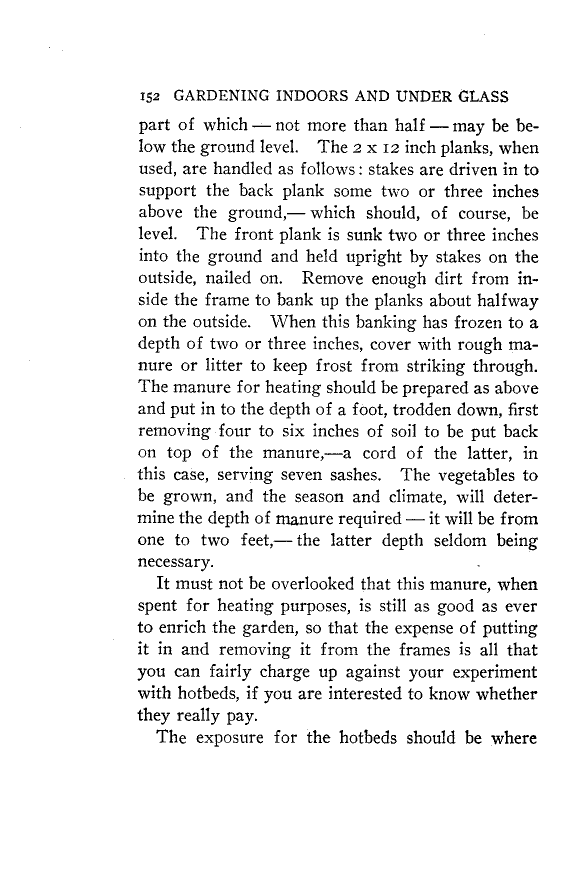 152 GARDENING INDOORS AND UNDER GLASS
part of which — not more than half — may be be-
low the ground level. The 2 x 12 inch planks, when
used, are handled as follows: stakes are driven in to
support the back plank some two or three inches
above the ground,— which should, of course, be
level. The front plank is sunk two or three inches
into the ground and held upright by stakes on the
outside, nailed on. Remove enough dirt from in-
side the frame to bank up the planks about halfway
on the outside. When this banking has frozen to a
depth of two or three inches, cover with rough ma-
nure or litter to keep frost from striking through.
The manure for heating should be prepared as above
and put in to the depth of a foot, trodden down, first
removing four to six inches of soil to be put back
on top of the manure,—a cord of the latter, in
this case, serving seven sashes. The vegetables to
be grown, and the season and climate, will deter-
mine the depth of manure required — it will be from
one to two feet,— the latter depth seldom being
necessary.
It must not be overlooked that this manure, when
spent for heating purposes, is still as good as ever
to enrich the garden, so that the expense of putting
it in and removing it from the frames is all that
you can fairly charge up against your experiment
with hotbeds, if you are interested to know whether
they really pay.
The exposure for the hotbeds should be where